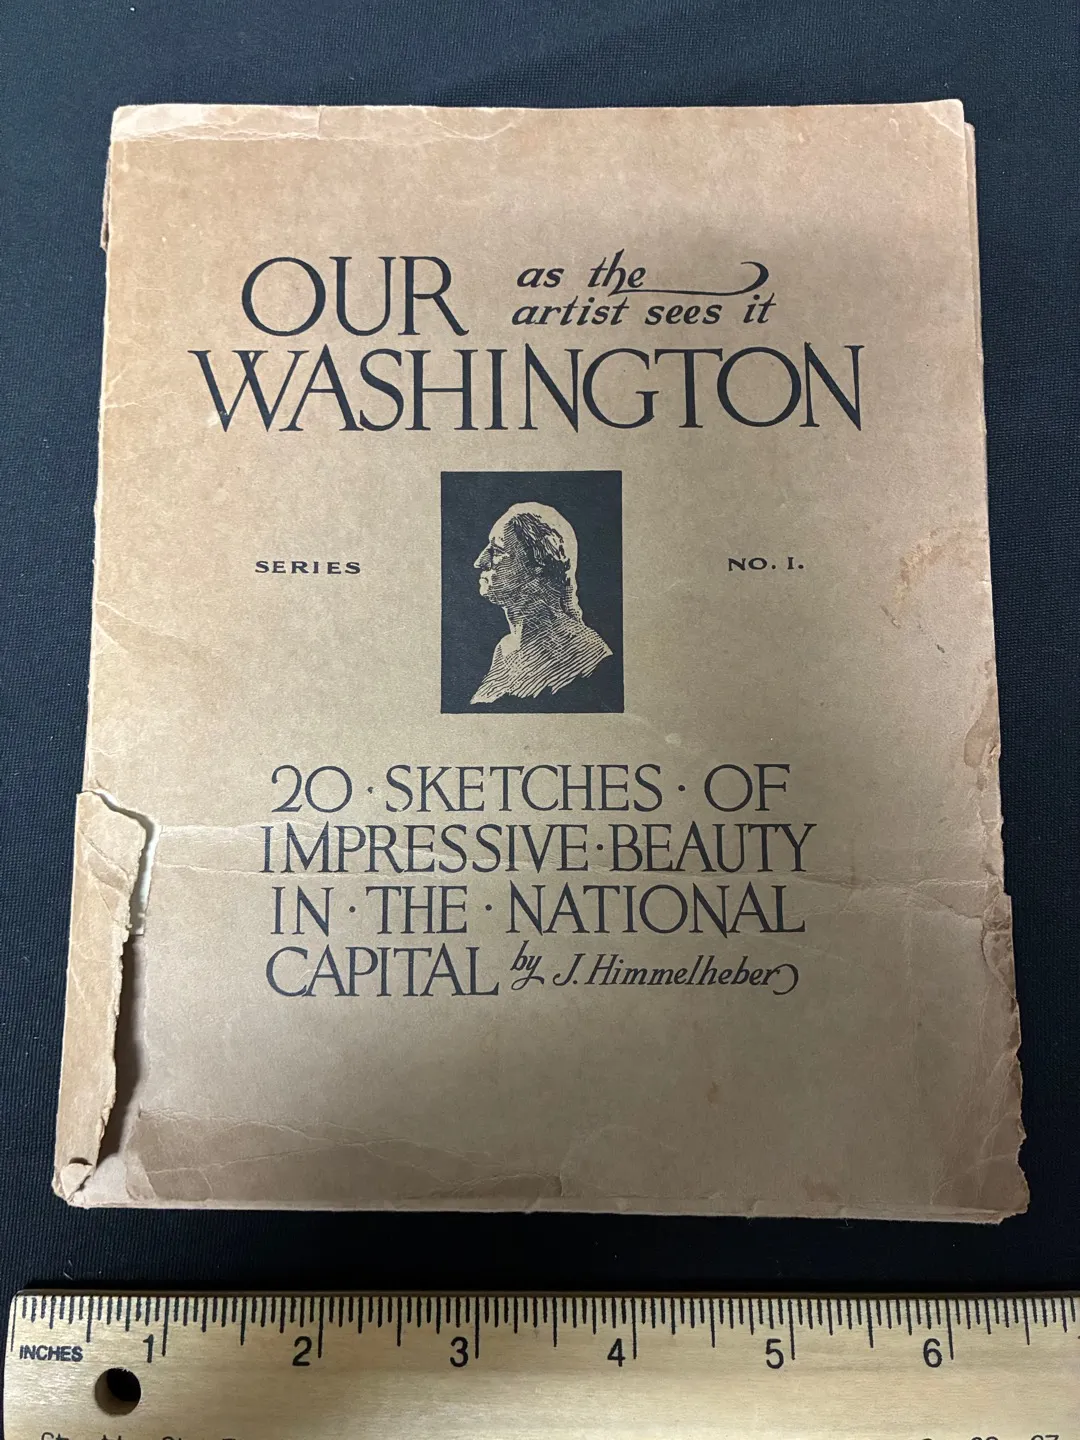 OUR as the
artist sees it
WASHINGTON
SERIES NO. I.
20 · SKETCHES · OF
IMPRESSIVE · BEAUTY
IN · THE · NATIONAL
CAPITAL by J. Himmelheber
INCHES 1 2 3 4 5 6